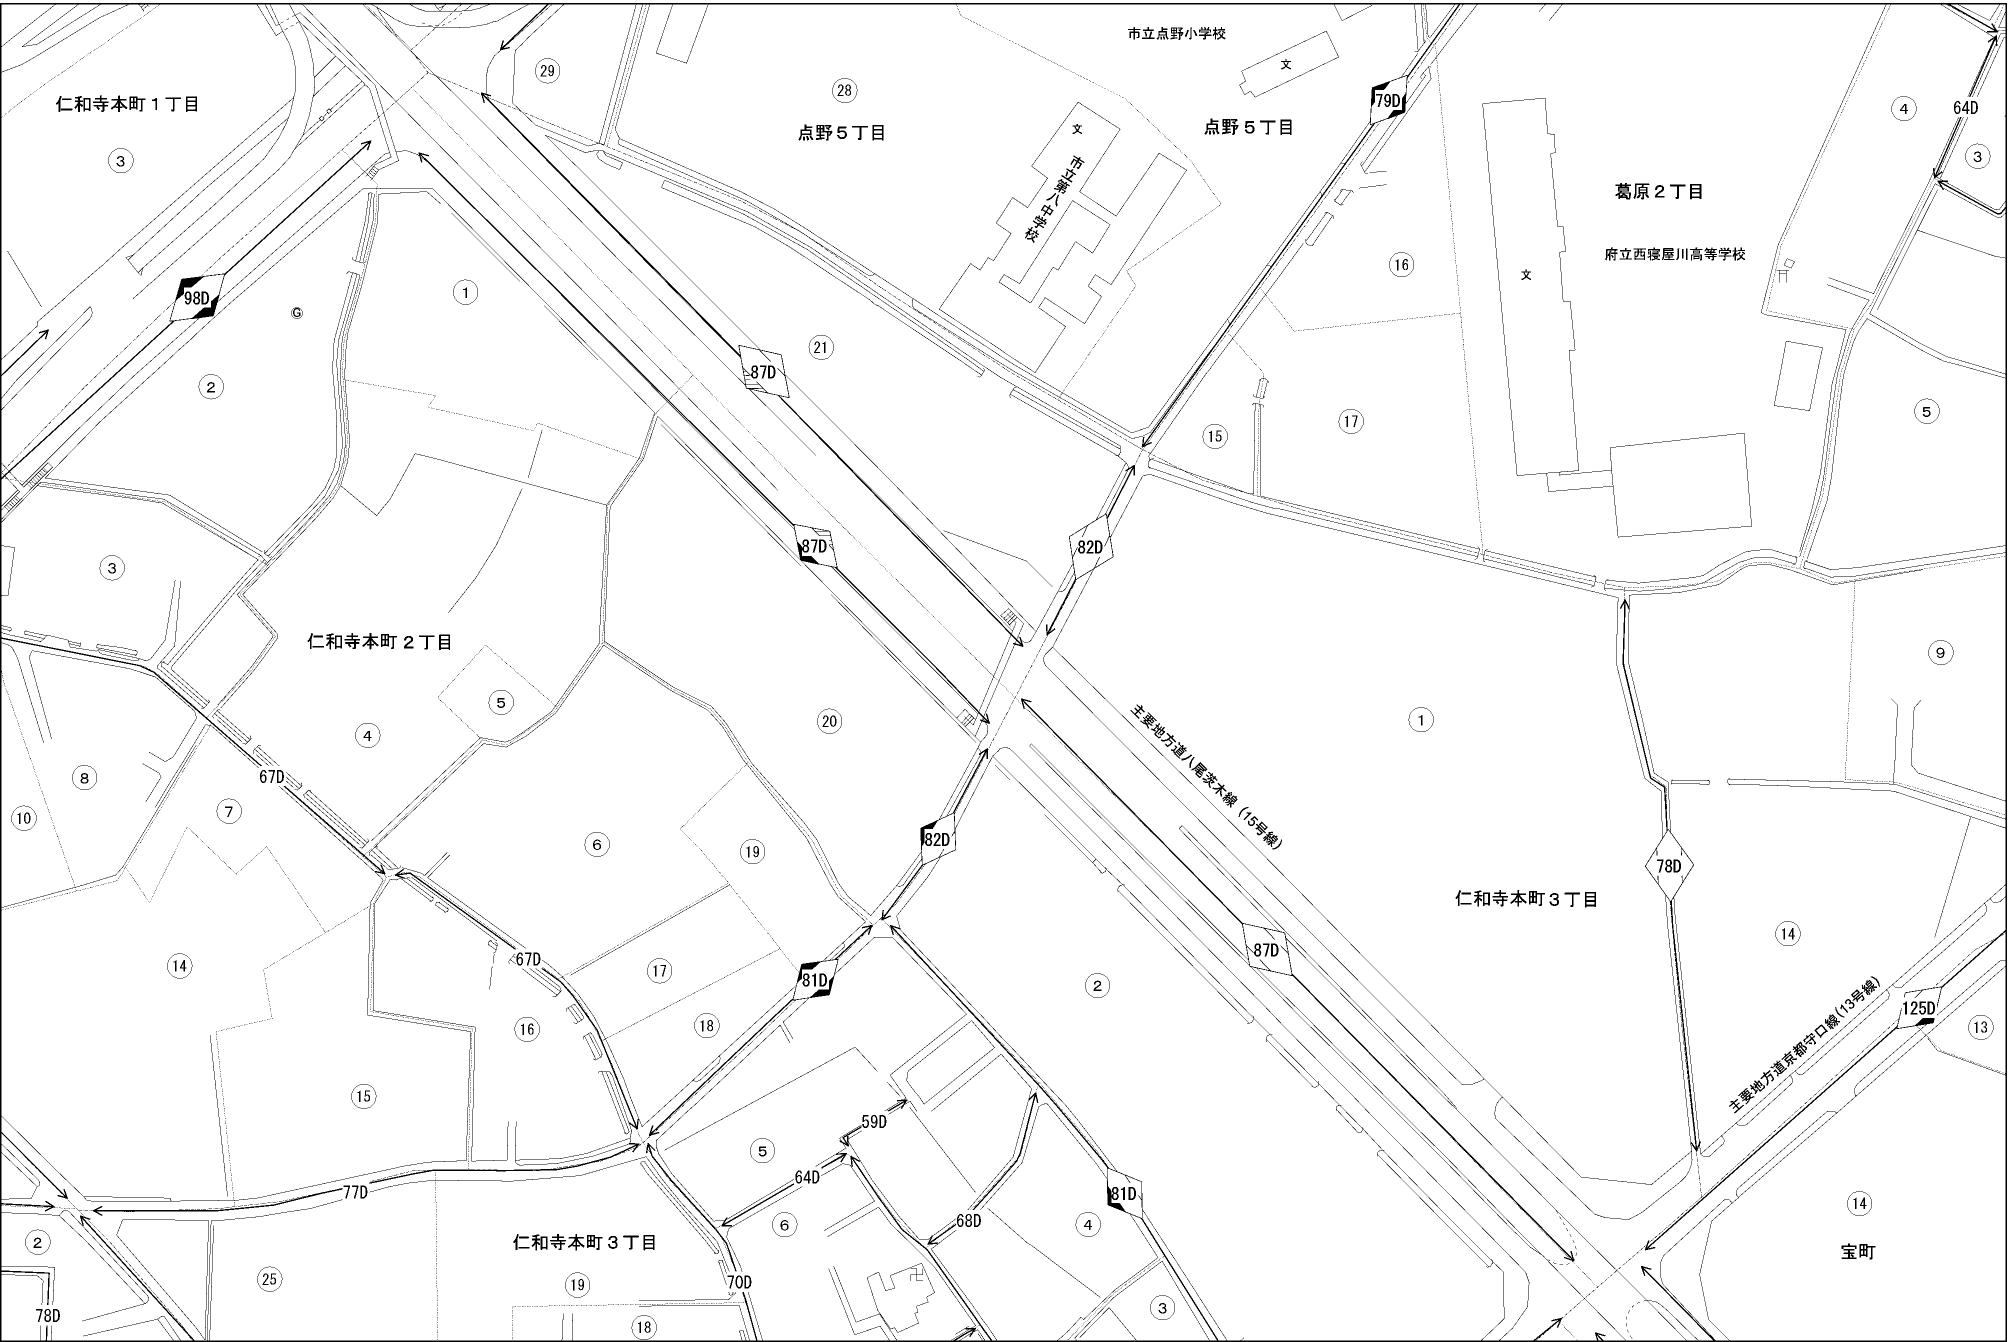 市立点野小学校
文
29
28
79D
仁和寺本町１丁目
点野５丁目
点野５丁目
文
4
64D
3
3
市立第八中学校
葛原２丁目
府立西寝屋川高等学校
16
文
98D
1
G
21
87D
2
5
15
17
87D
82D
3
仁和寺本町２丁目
9
5
20
1
4
主要地方道八尾茨木線 (15号線)
67D
8
7
10
82D
6
19
78D
仁和寺本町３丁目
14
87D
67D
14
17
81D
2
主要地方道京都守口線(13号線)
125D
13
16
18
15
59D
5
64D
77D
81D
14
68D
6
4
2
仁和寺本町３丁目
宝町
25
19
70D
3
78D
18